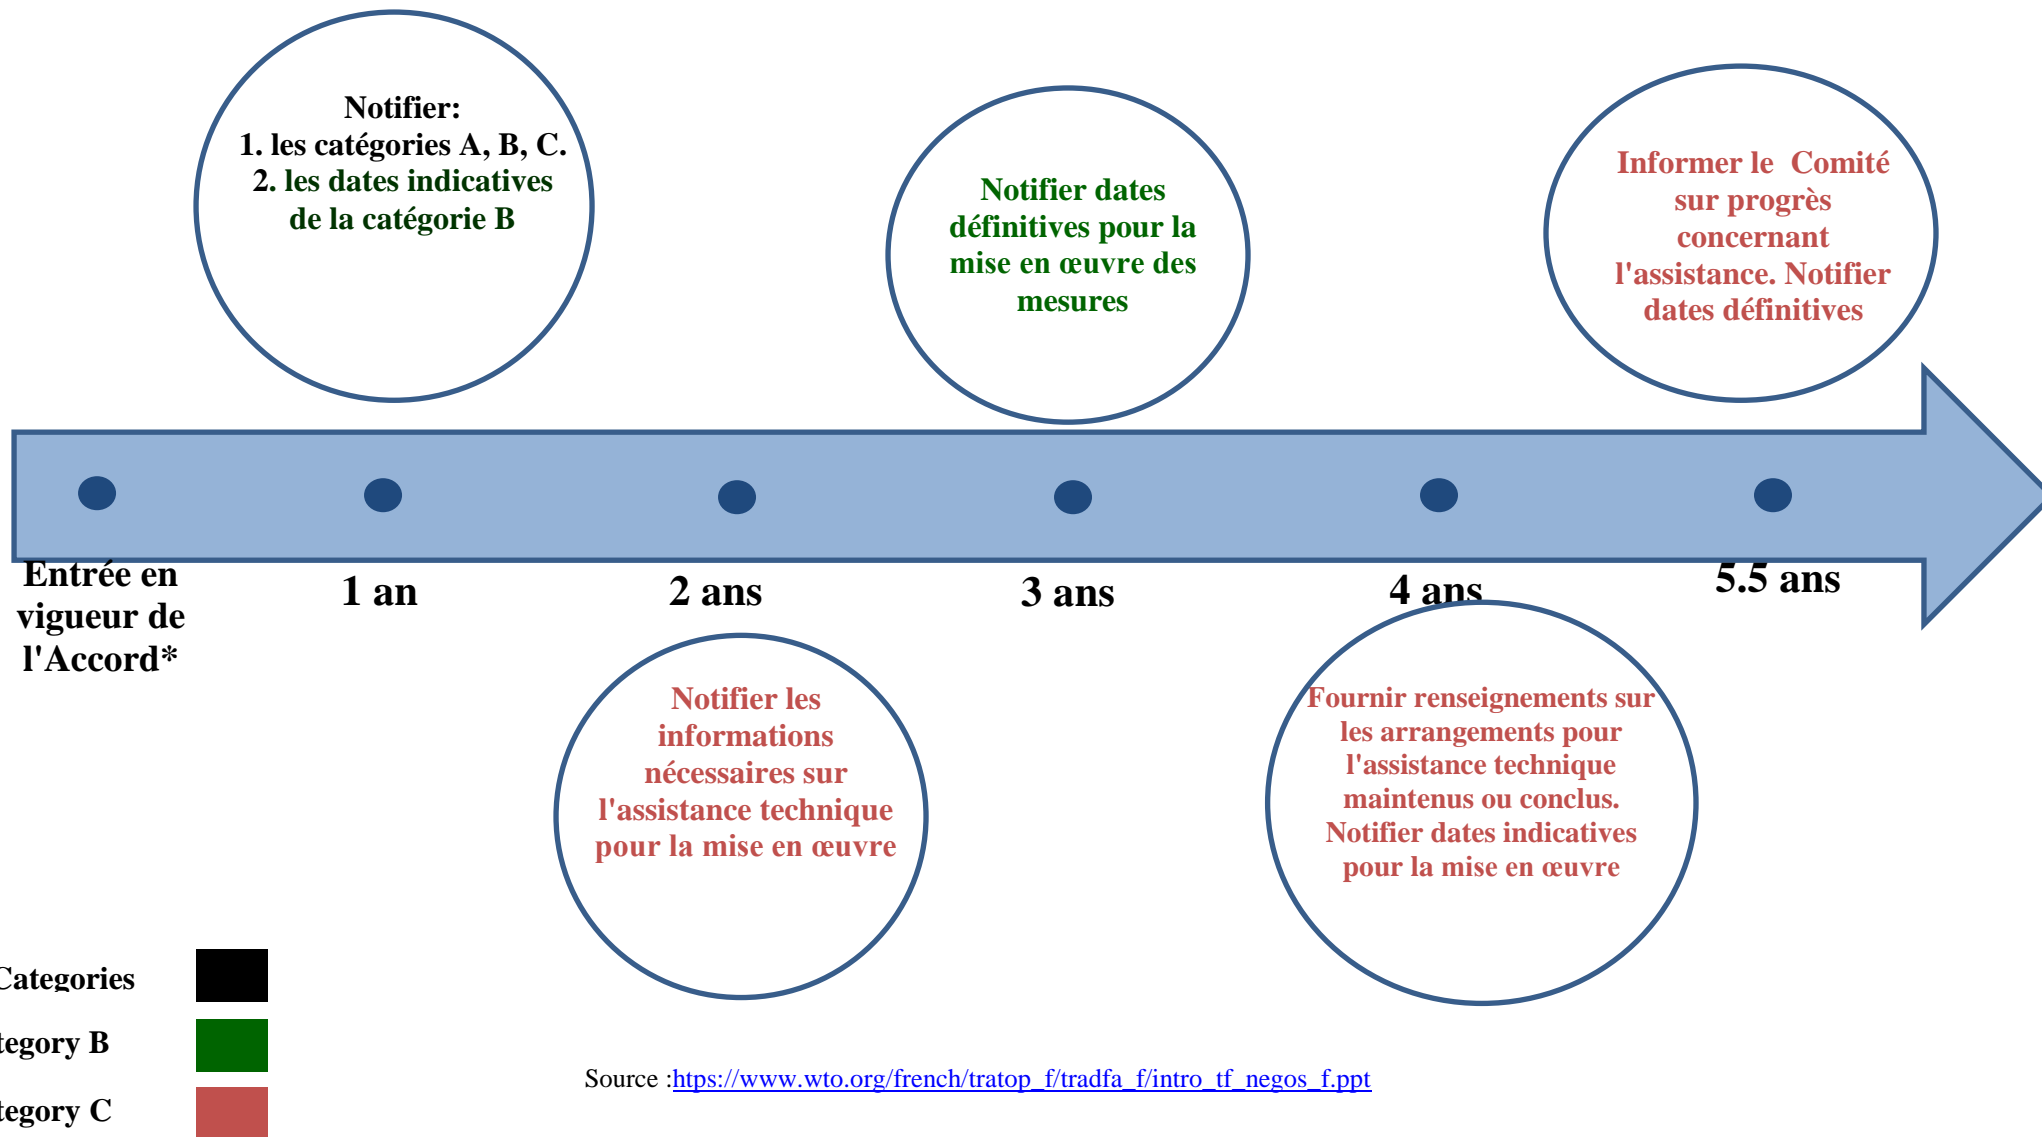 Notifier:
1. les catégories A, B, C.
2. les dates indicatives
de la catégorie B
Notifier dates
définitives pour la
mise en œuvre des
mesures
Informer le Comité
sur progrès
concernant
l'assistance. Notifier
dates définitives
Entrée en
vigueur de
l'Accord*
1 an
2 ans
3 ans
4 ans
5.5 ans
Notifier les
informations
nécessaires sur
l'assistance technique
pour la mise en œuvre
Fournir renseignements sur
les arrangements pour
l'assistance technique
maintenus ou conclus.
Notifier dates indicatives
pour la mise en œuvre
Categories
tegory B
tegory C
Source :htps://www.wto.org/french/tratop_f/tradfa_f/intro_tf_negos_f.ppt